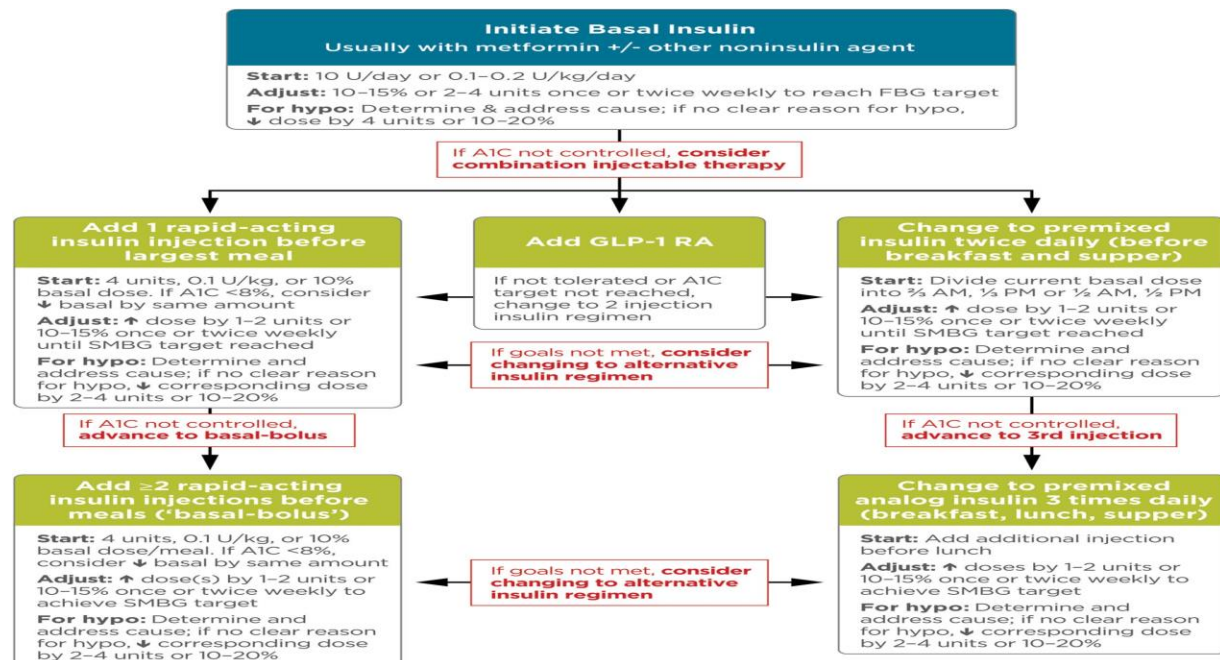 Initiate Basal Insulin
Usually with metformin +/- other noninsulin agent
Start: 10 U/day or 0.1–0.2 U/kg/day
Adjust: 10–15% or 2–4 units once or twice weekly to reach FBG target
For hypo: Determine & address cause; if no clear reason for hypo,
↓ dose by 4 units or 10–20%
If A1C not controlled, consider
combination injectable therapy
Add 1 rapid-acting
insulin injection before
largest meal
Start: 4 units, 0.1 U/kg, or 10%
basal dose. If A1C <8%, consider
↓ basal by same amount
Adjust: ↑ dose by 1–2 units or
10–15% once or twice weekly
until SMBG target reached
For hypo: Determine and
address cause; if no clear reason
for hypo, ↓ corresponding dose
by 2–4 units or 10–20%
Add GLP-1 RA
If not tolerated or A1C
target not reached,
change to 2 injection
insulin regimen
Change to premixed
insulin twice daily (before
breakfast and supper)
Start: Divide current basal dose
into ⅔ AM, ⅓ PM or ½ AM, ½ PM
Adjust: ↑ dose by 1–2 units or
10–15% once or twice weekly
until SMBG target reached
For hypo: Determine and
address cause; if no clear reason
for hypo, ↓ corresponding dose
by 2–4 units or 10–20%
If goals not met, consider
changing to alternative
insulin regimen
If A1C not controlled,
advance to basal-bolus
If A1C not controlled,
advance to 3rd injection
Add ≥2 rapid-acting
insulin injections before
meals ('basal-bolus')
Start: 4 units, 0.1 U/kg, or 10%
basal dose/meal. If A1C <8%,
consider ↓ basal by same amount
Adjust: ↑ dose(s) by 1–2 units or
10–15% once or twice weekly to
achieve SMBG target
For hypo: Determine and
address cause; if no clear reason
for hypo, ↓ corresponding dose
by 2–4 units or 10–20%
If goals not met, consider
changing to alternative
insulin regimen
Change to premixed
analog insulin 3 times daily
(breakfast, lunch, supper)
Start: Add additional injection
before lunch
Adjust: ↑ doses by 1–2 units or
10–15% once or twice weekly to
achieve SMBG target
For hypo: Determine and
address cause; if no clear reason
for hypo, ↓ corresponding dose
by 2–4 units or 10–20%